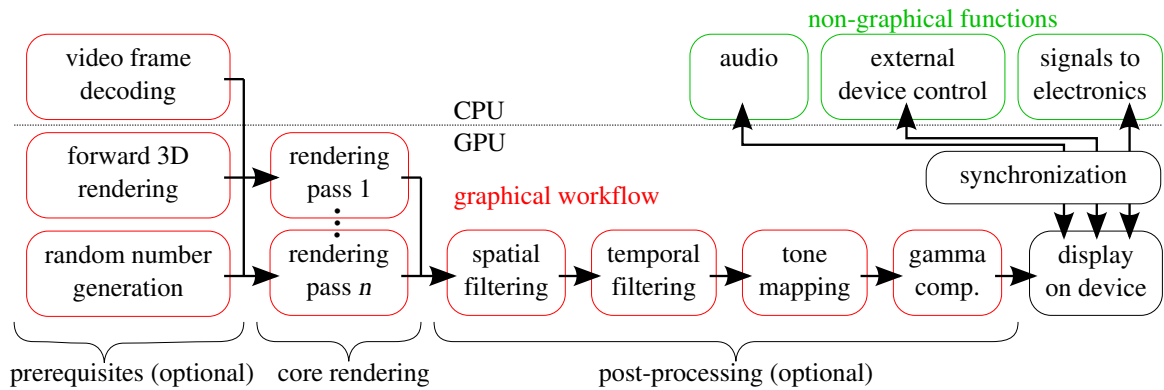 non-graphical functions
video frame
decoding
audio
external
device control
signals to
electronics
CPU
GPU
forward 3D
rendering
rendering
pass 1
synchronization
graphical workflow
random number
generation
rendering
pass n
spatial
filtering
temporal
filtering
tone
mapping
gamma
comp.
display
on device
prerequisites (optional)
core rendering
post-processing (optional)